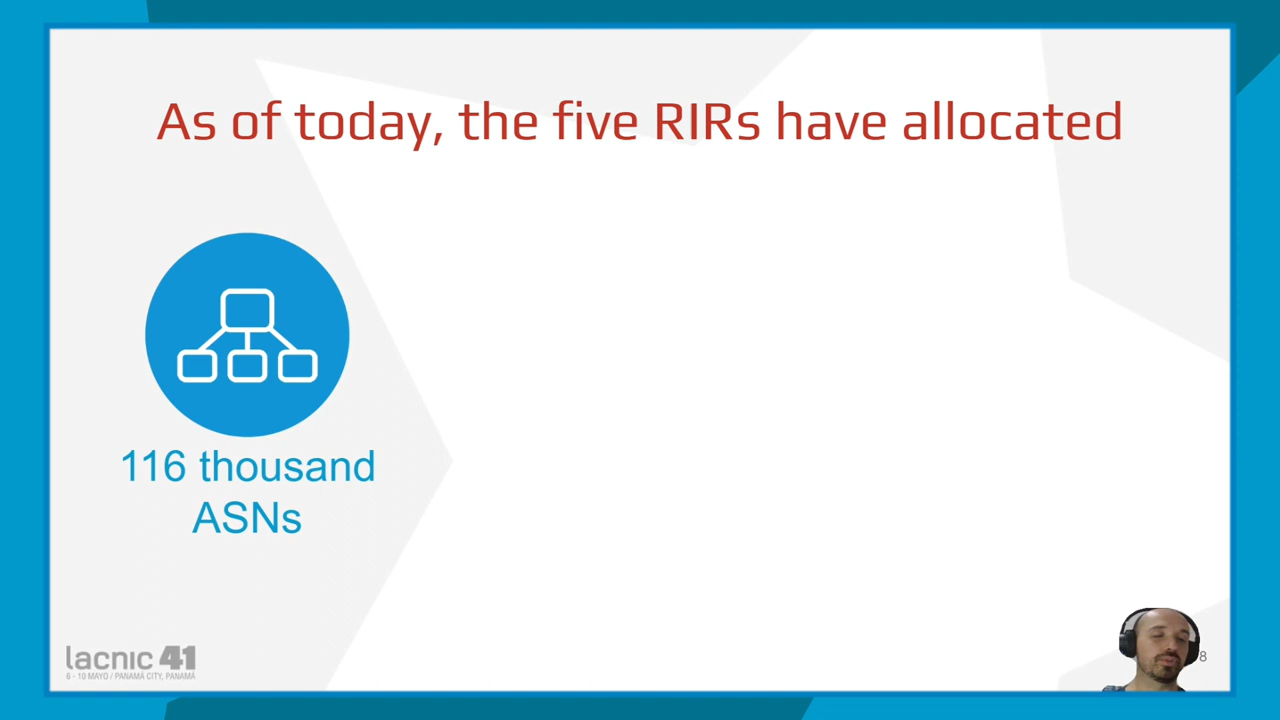 As of today, the five RIRs have allocated
116 thousand
ASNs
lacnic 41
6 - 10 MAYO / PANAMÁ CITY, PANAMÁ
8